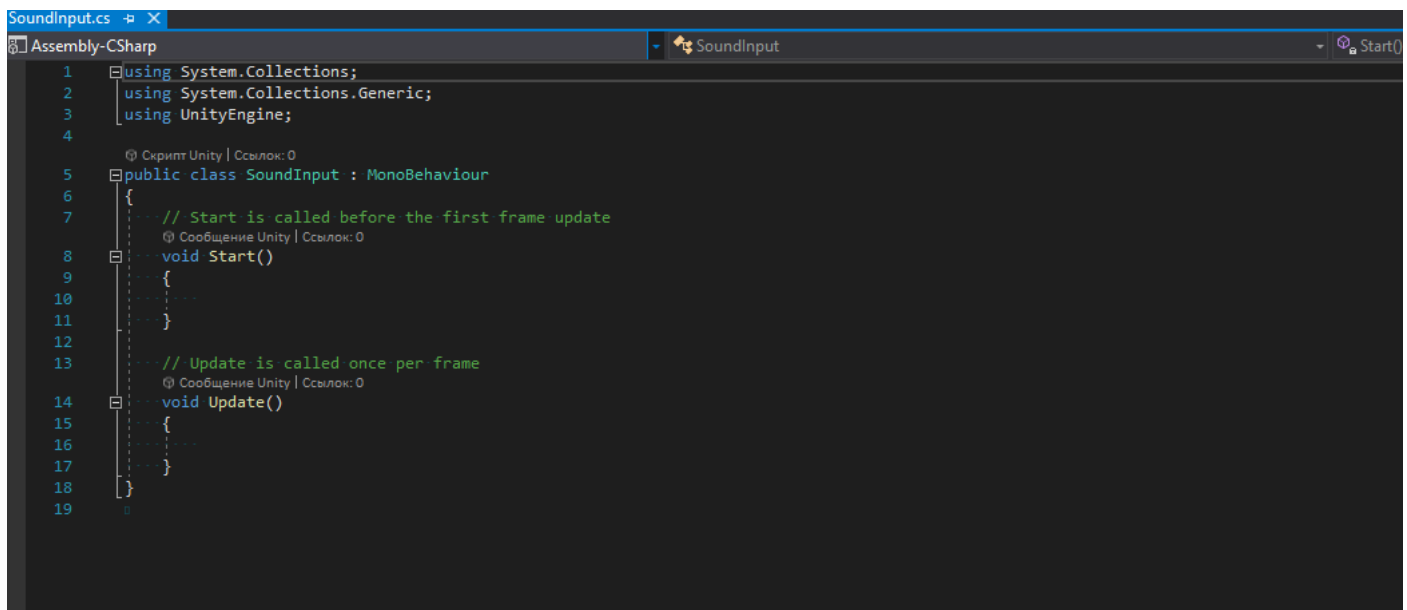 SoundInput.cs
Assembly-CSharp SoundInput Start()
1 using System.Collections;
2 using System.Collections.Generic;
3 using UnityEngine;
4
Скрипт Unity | Ссылок: 0
5 public class SoundInput : MonoBehaviour
6 {
7 // Start is called before the first frame update
Сообщение Unity | Ссылок: 0
8 void Start()
9 {
10
11 }
12
13 // Update is called once per frame
Сообщение Unity | Ссылок: 0
14 void Update()
15 {
16
17 }
18 }
19